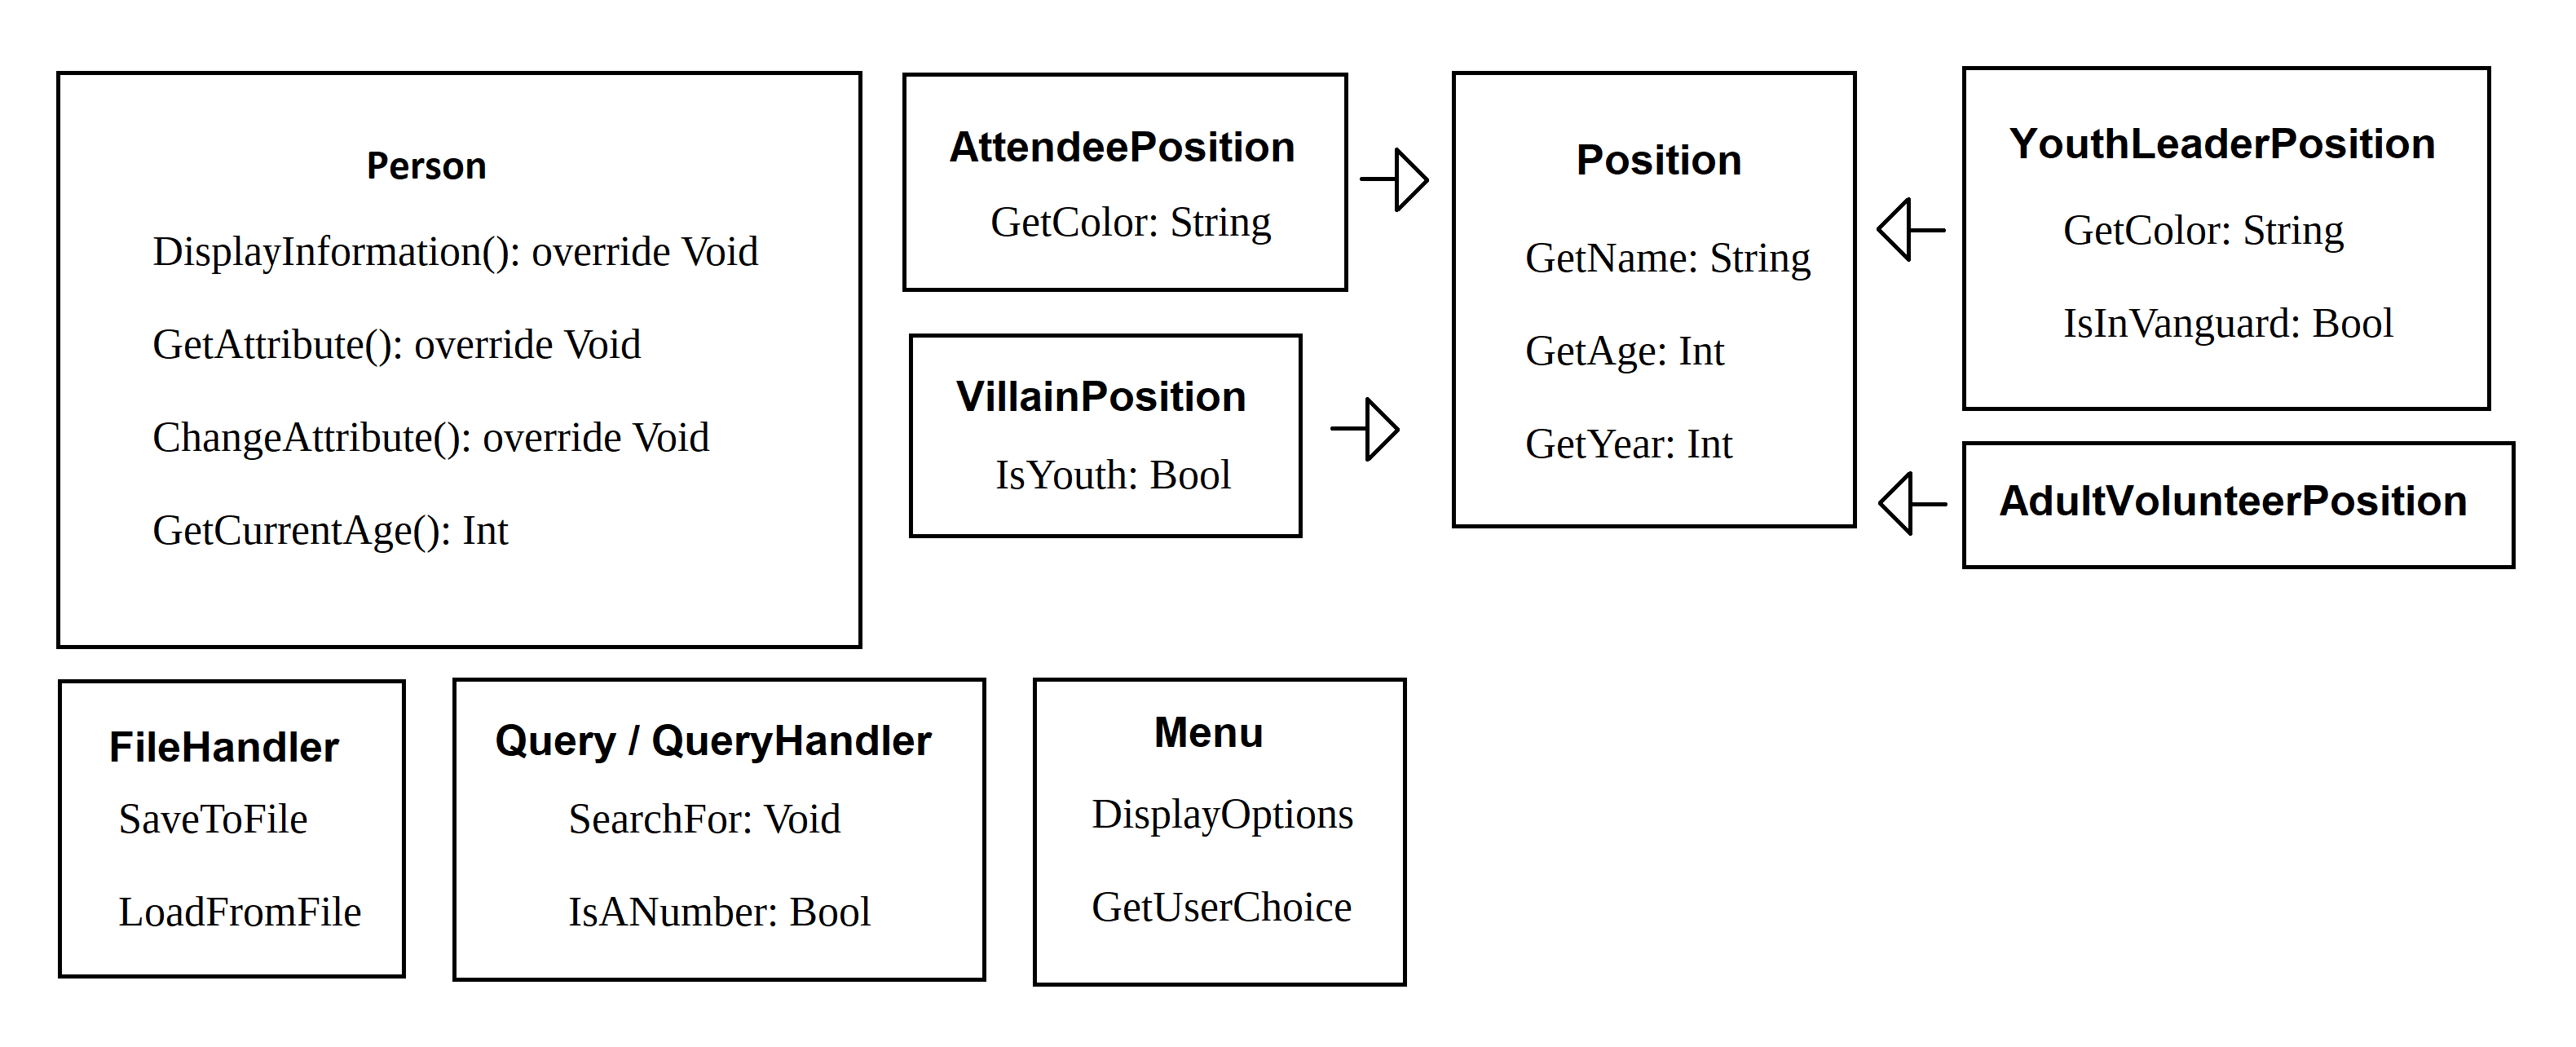 Person
DisplayInformation(): override Void
GetAttribute(): override Void
ChangeAttribute(): override Void
GetCurrentAge(): Int
AttendeePosition
GetColor: String
VillainPosition
IsYouth: Bool
Position
GetName: String
GetAge: Int
GetYear: Int
YouthLeaderPosition
GetColor: String
IsInVanguard: Bool
AdultVolunteerPosition
FileHandler
SaveToFile
LoadFromFile
Query / QueryHandler
SearchFor: Void
IsANumber: Bool
Menu
DisplayOptions
GetUserChoice